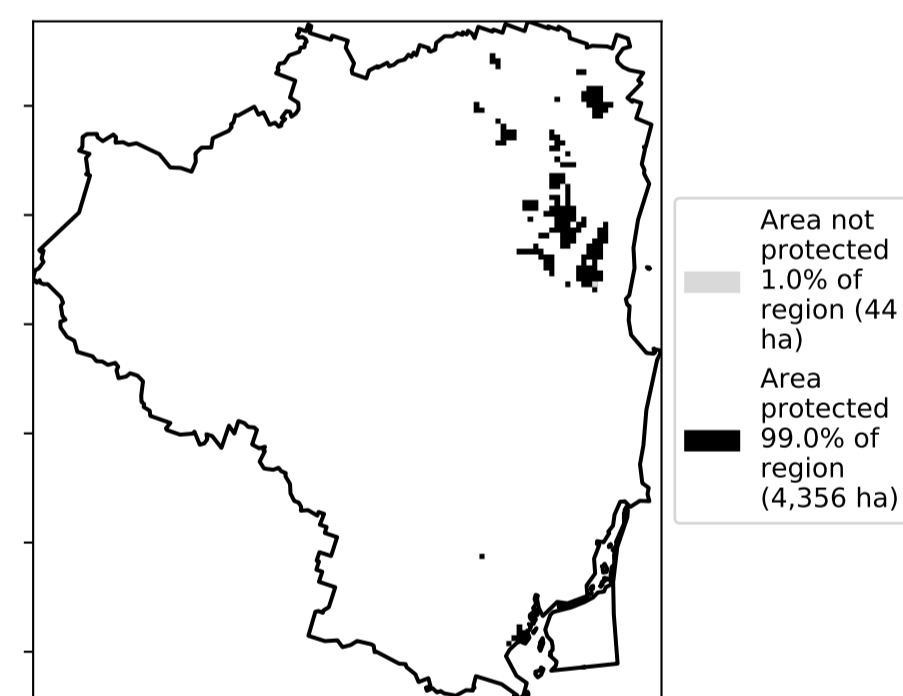 Area not
protected
1.0% of
region (44
ha)
Area
protected
99.0% of
region
(4,356 ha)